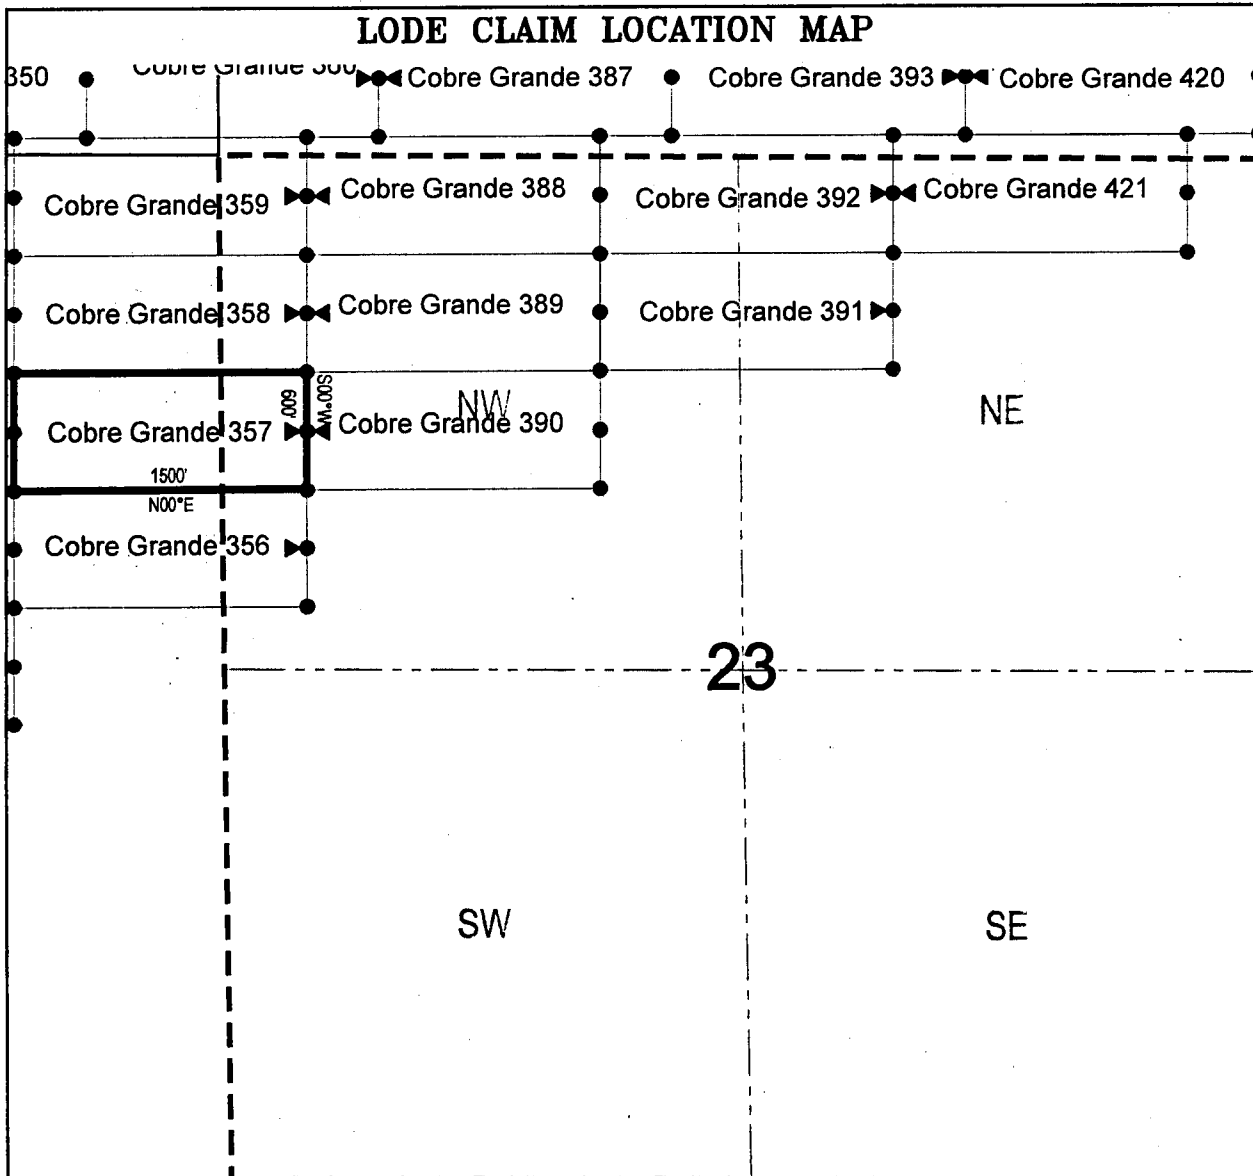 LODE CLAIM LOCATION MAP
350
Cobre Grande
Cobre Grande 387
Cobre Grande 393
Cobre Grande 420
Cobre Grande 359
Cobre Grande 388
Cobre Grande 392
Cobre Grande 421
Cobre Grande 358
Cobre Grande 389
Cobre Grande 391
600'
S00°W
NW
NE
Cobre Grande 357
Cobre Grande 390
1500'
N00°E
Cobre Grande 356
23
SW
SE